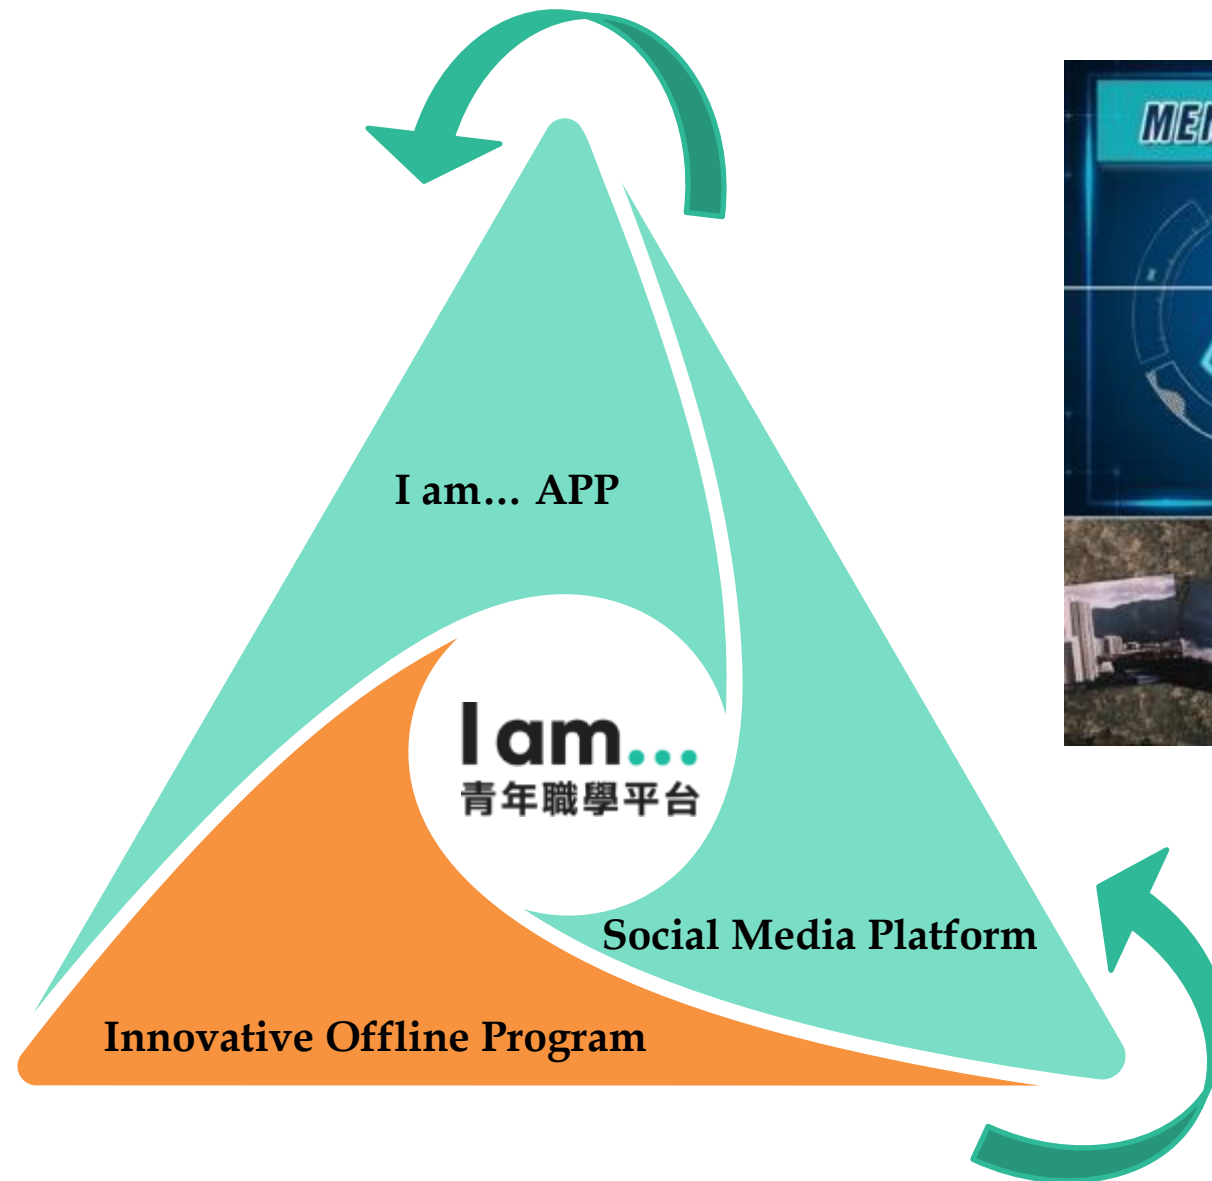 I am… APP
I am...
青年職學平台
Social Media Platform
Innovative Offline Program